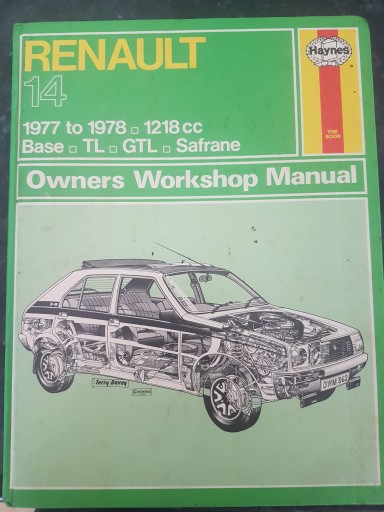 RENAULT
14
Haynes
1977 to 1978 □ 1218 cc
Base □ TL □ GTL □ Safrane
THE
BOOK
Owners Workshop Manual
Terry Davey